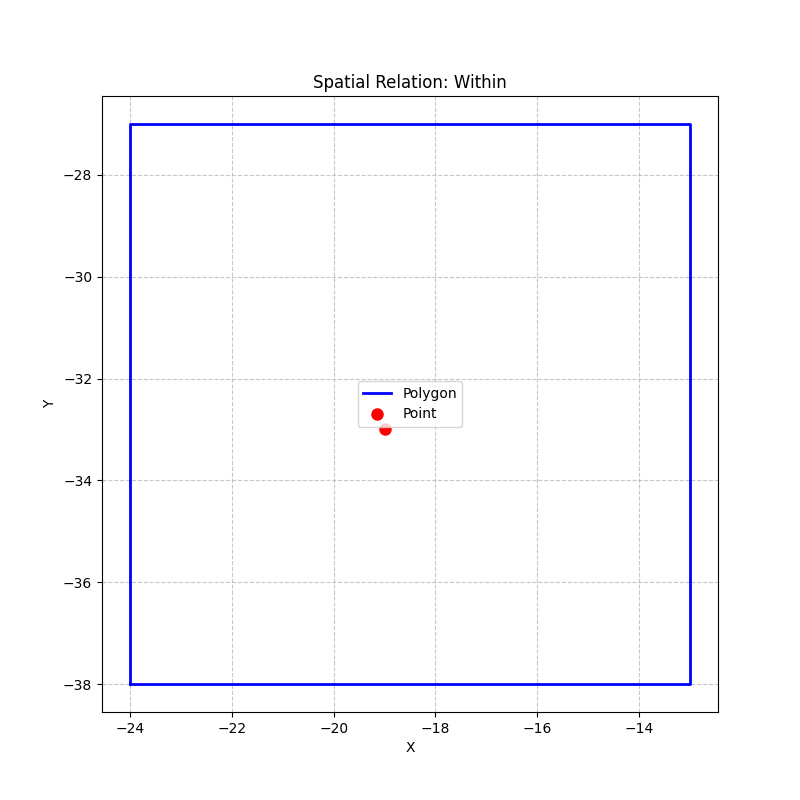 Spatial Relation: Within
Y
−28
−30
−32
−34
−36
−38
Polygon
Point
−24 −22 −20 −18 −16 −14
X